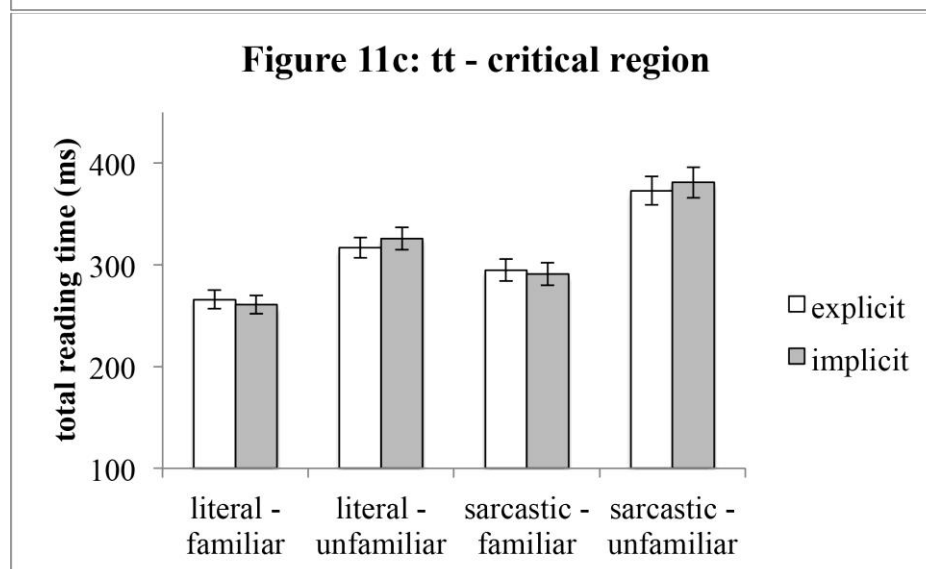 Figure 11c: tt - critical region
total reading time (ms)
400
300
200
100
literal -
familiar
literal -
unfamiliar
sarcastic -
familiar
sarcastic -
unfamiliar
explicit
implicit